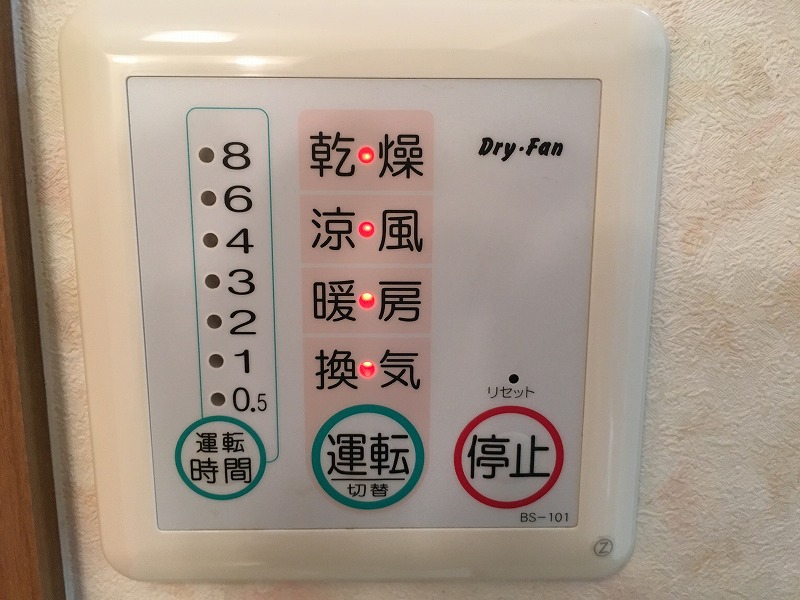 8
6
4
3
2
1
0.5
運転
時間
乾・燥
涼・風
暖・房
換・気
運転
切替
Dry・Fan
リセット
停止
BS-101
Z